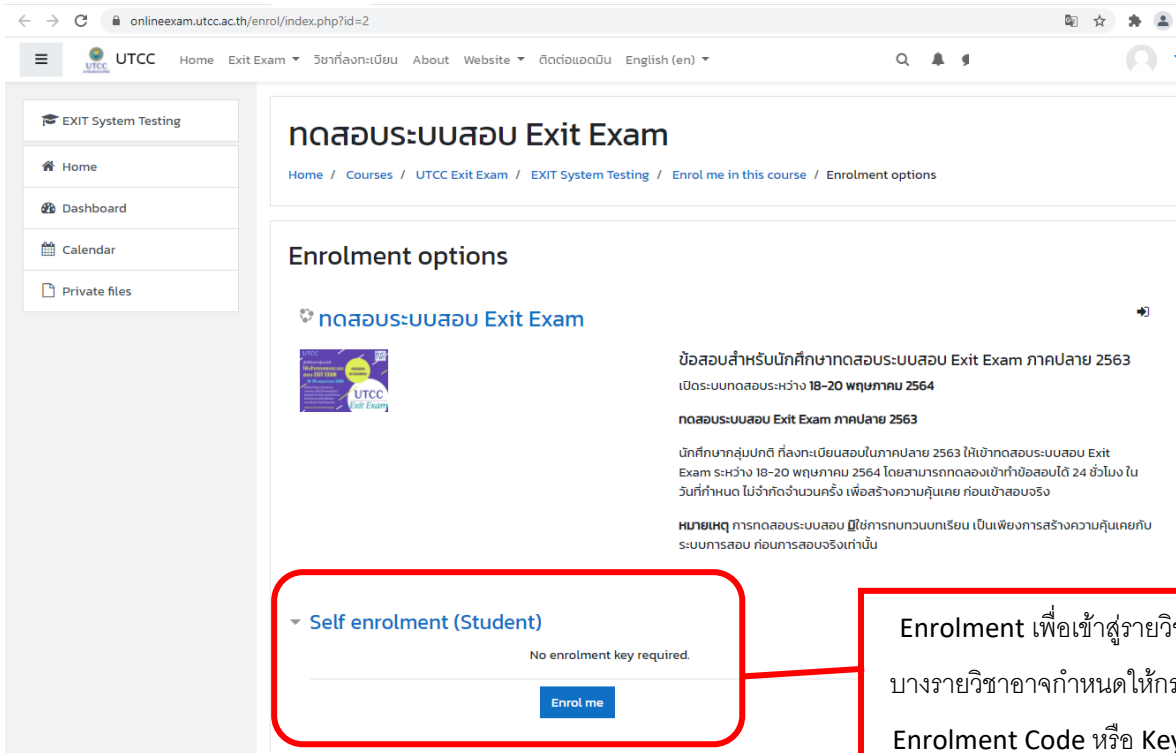 onlineexam.utcc.ac.th/enrol/index.php?id=2
UTCC Home Exit Exam วิชาที่ลงทะเบียน About Website ติดต่อแอดมิน English (en)
EXIT System Testing
Home
Dashboard
Calendar
Private files
ทดสอบระบบสอบ Exit Exam
Home / Courses / UTCC Exit Exam / EXIT System Testing / Enrol me in this course / Enrolment options
Enrolment options
ทดสอบระบบสอบ Exit Exam
UTCC
Exit Exam
ข้อสอบสำหรับนักศึกษาทดสอบระบบสอบ Exit Exam ภาคปลาย 2563
เปิดระบบทดสอบระหว่าง 18-20 พฤษภาคม 2564
ทดสอบระบบสอบ Exit Exam ภาคปลาย 2563
นักศึกษากลุ่มปกติ ที่ลงทะเบียนสอบในภาคปลาย 2563 ให้เข้าทดสอบระบบสอบ Exit
Exam ระหว่าง 18-20 พฤษภาคม 2564 โดยสามารถทดลองเข้าทำข้อสอบได้ 24 ชั่วโมง ใน
วันที่กำหนด ไม่จำกัดจำนวนครั้ง เพื่อสร้างความคุ้นเคย ก่อนเข้าสอบจริง
หมายเหตุ การทดสอบระบบสอบ มิใช่การทบทวนบทเรียน เป็นเพียงการสร้างความคุ้นเคยกับ
ระบบการสอบ ก่อนการสอบจริงเท่านั้น
Self enrolment (Student)
No enrolment key required.
Enrol me
Enrolment เพื่อเข้าสู่รายวิช
บางรายวิชาอาจกำหนดให้กร
Enrolment Code หรือ Key